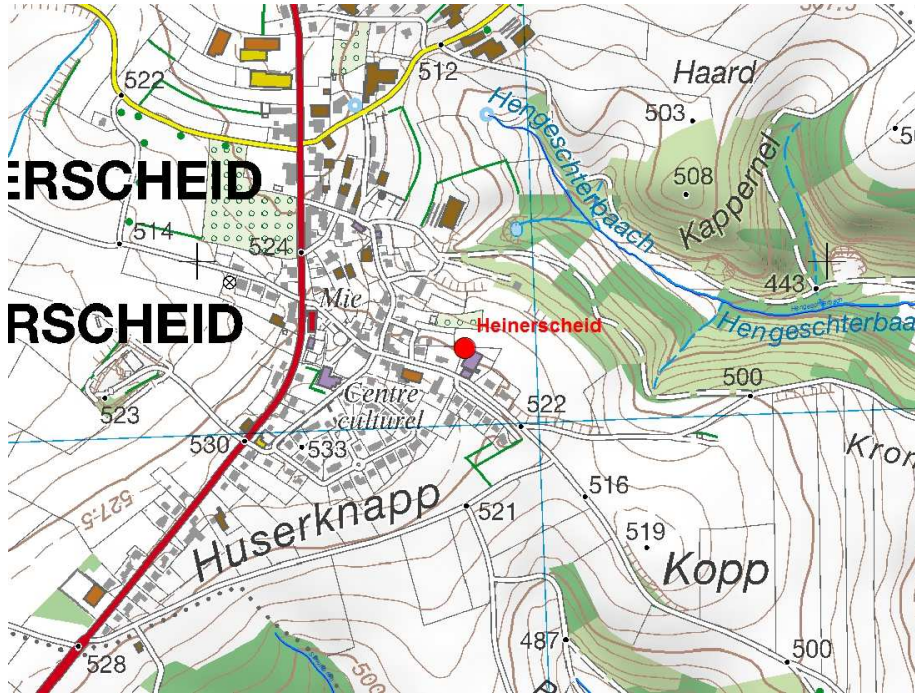 512
522
Haard
503
Hengeschterbaach
ERSCHEID
508
Kappernel
514
524
Mie
443
RSCHEID
Heinerscheid
Hengeschterbaa
523
Centre
culturel
500
522
530
533
Kron
527.5
516
Huserknapp
521
519
Kopp
487
500
528
500